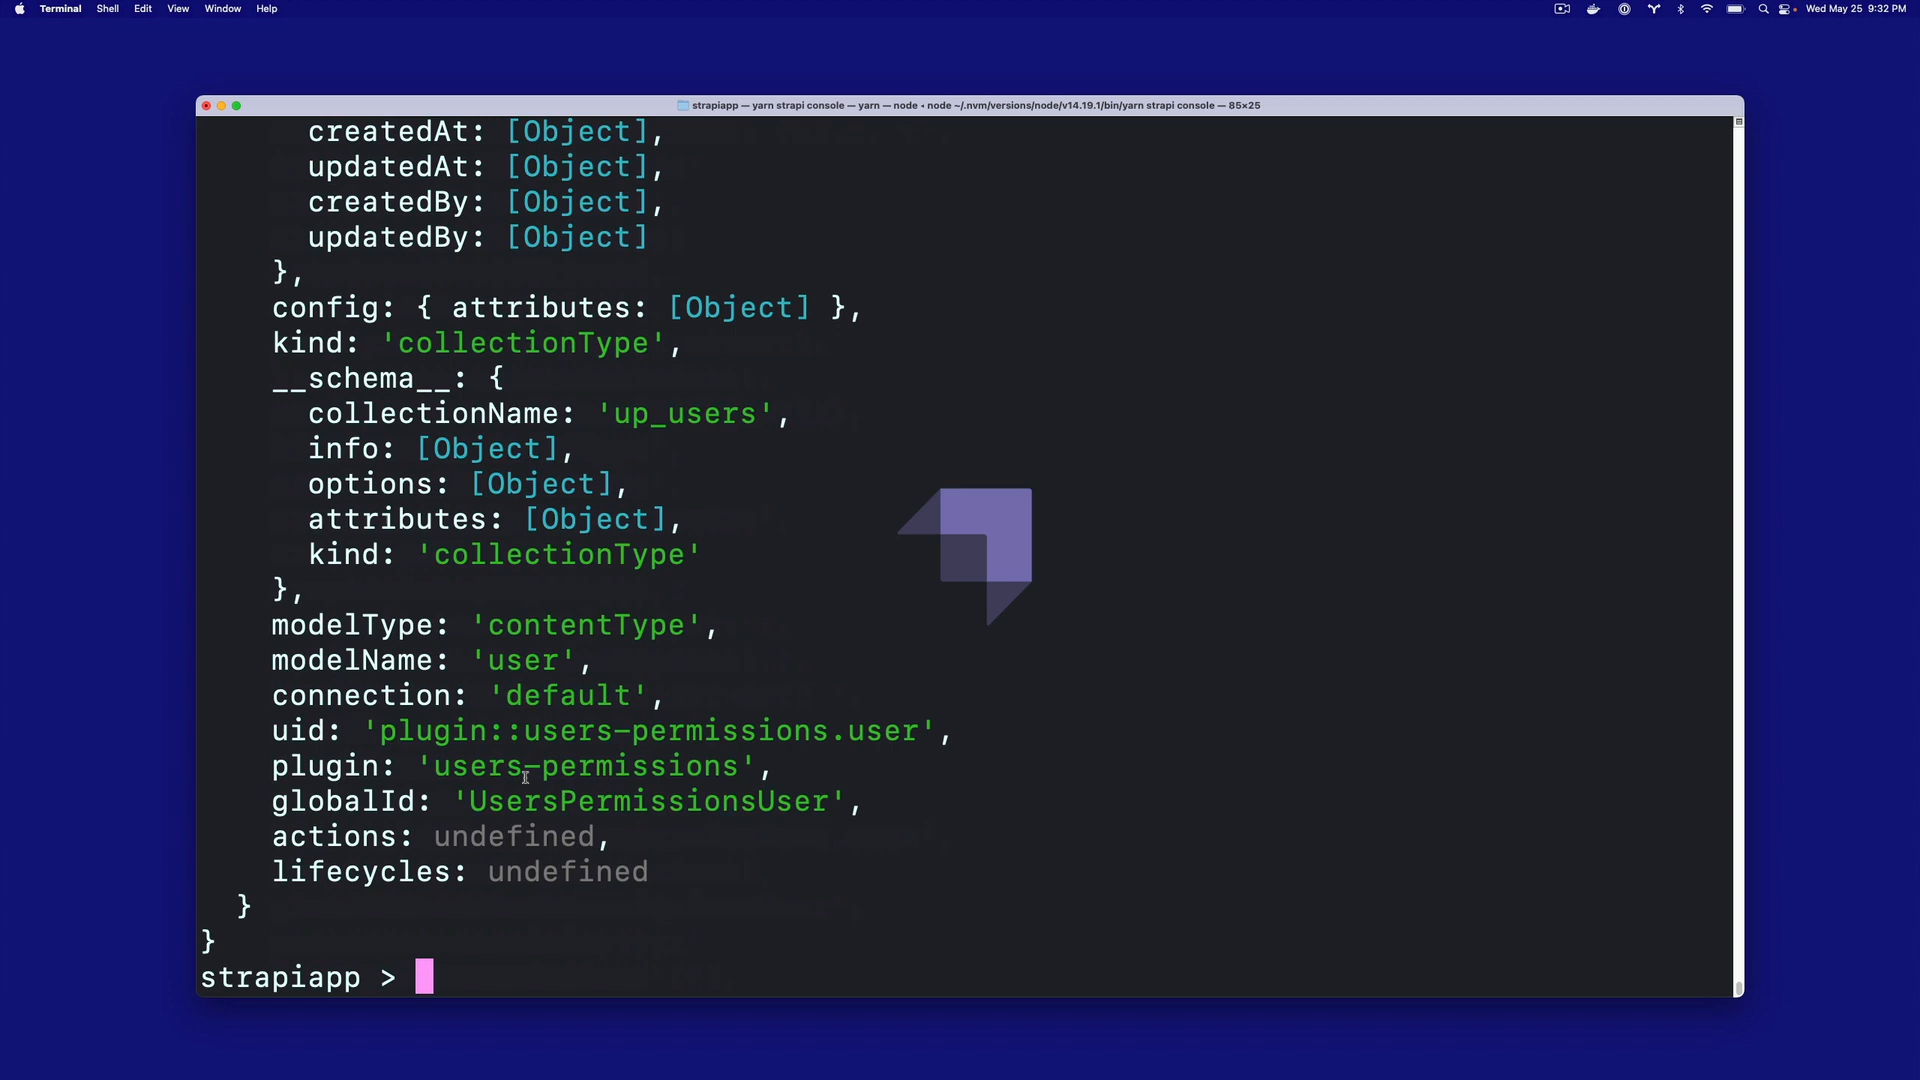 Terminal Shell Edit View Window Help Wed May 25 9:32 PM
strapiapp — yarn strapi console — yarn — node ◂ node ~/.nvm/versions/node/v14.19.1/bin/yarn strapi console — 85×25
createdAt: [Object],
updatedAt: [Object],
createdBy: [Object],
updatedBy: [Object]
},
config: { attributes: [Object] },
kind: 'collectionType',
__schema__: {
collectionName: 'up_users',
info: [Object],
options: [Object],
attributes: [Object],
kind: 'collectionType'
},
modelType: 'contentType',
modelName: 'user',
connection: 'default',
uid: 'plugin::users-permissions.user',
plugin: 'users-permissions',
globalId: 'UsersPermissionsUser',
actions: undefined,
lifecycles: undefined
}
}
strapiapp >